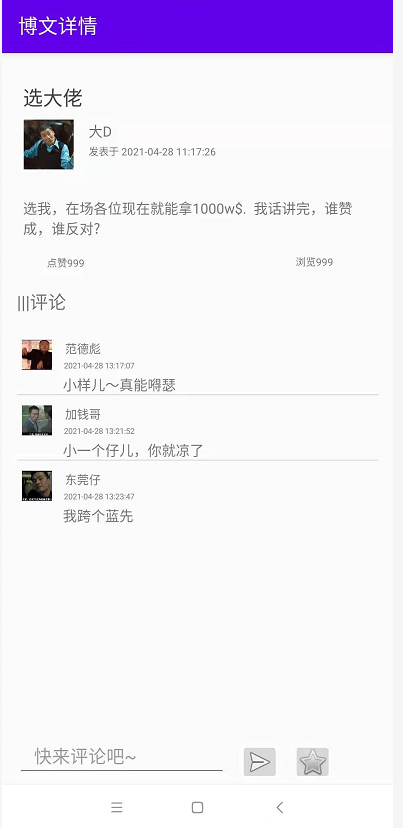 博文详情
选大佬
大D
发表于 2021-04-28 11:17:26
选我，在场各位现在就能拿1000w$.  我话讲完，谁赞
成，谁反对?
点赞999
浏览999
|||评论
范德彪
2021-04-28 13:17:07
小样儿～真能嘚瑟
加钱哥
2021-04-28 13:21:52
小一个仔儿，你就凉了
东莞仔
2021-04-28 13:23:47
我跨个蓝先
快来评论吧~